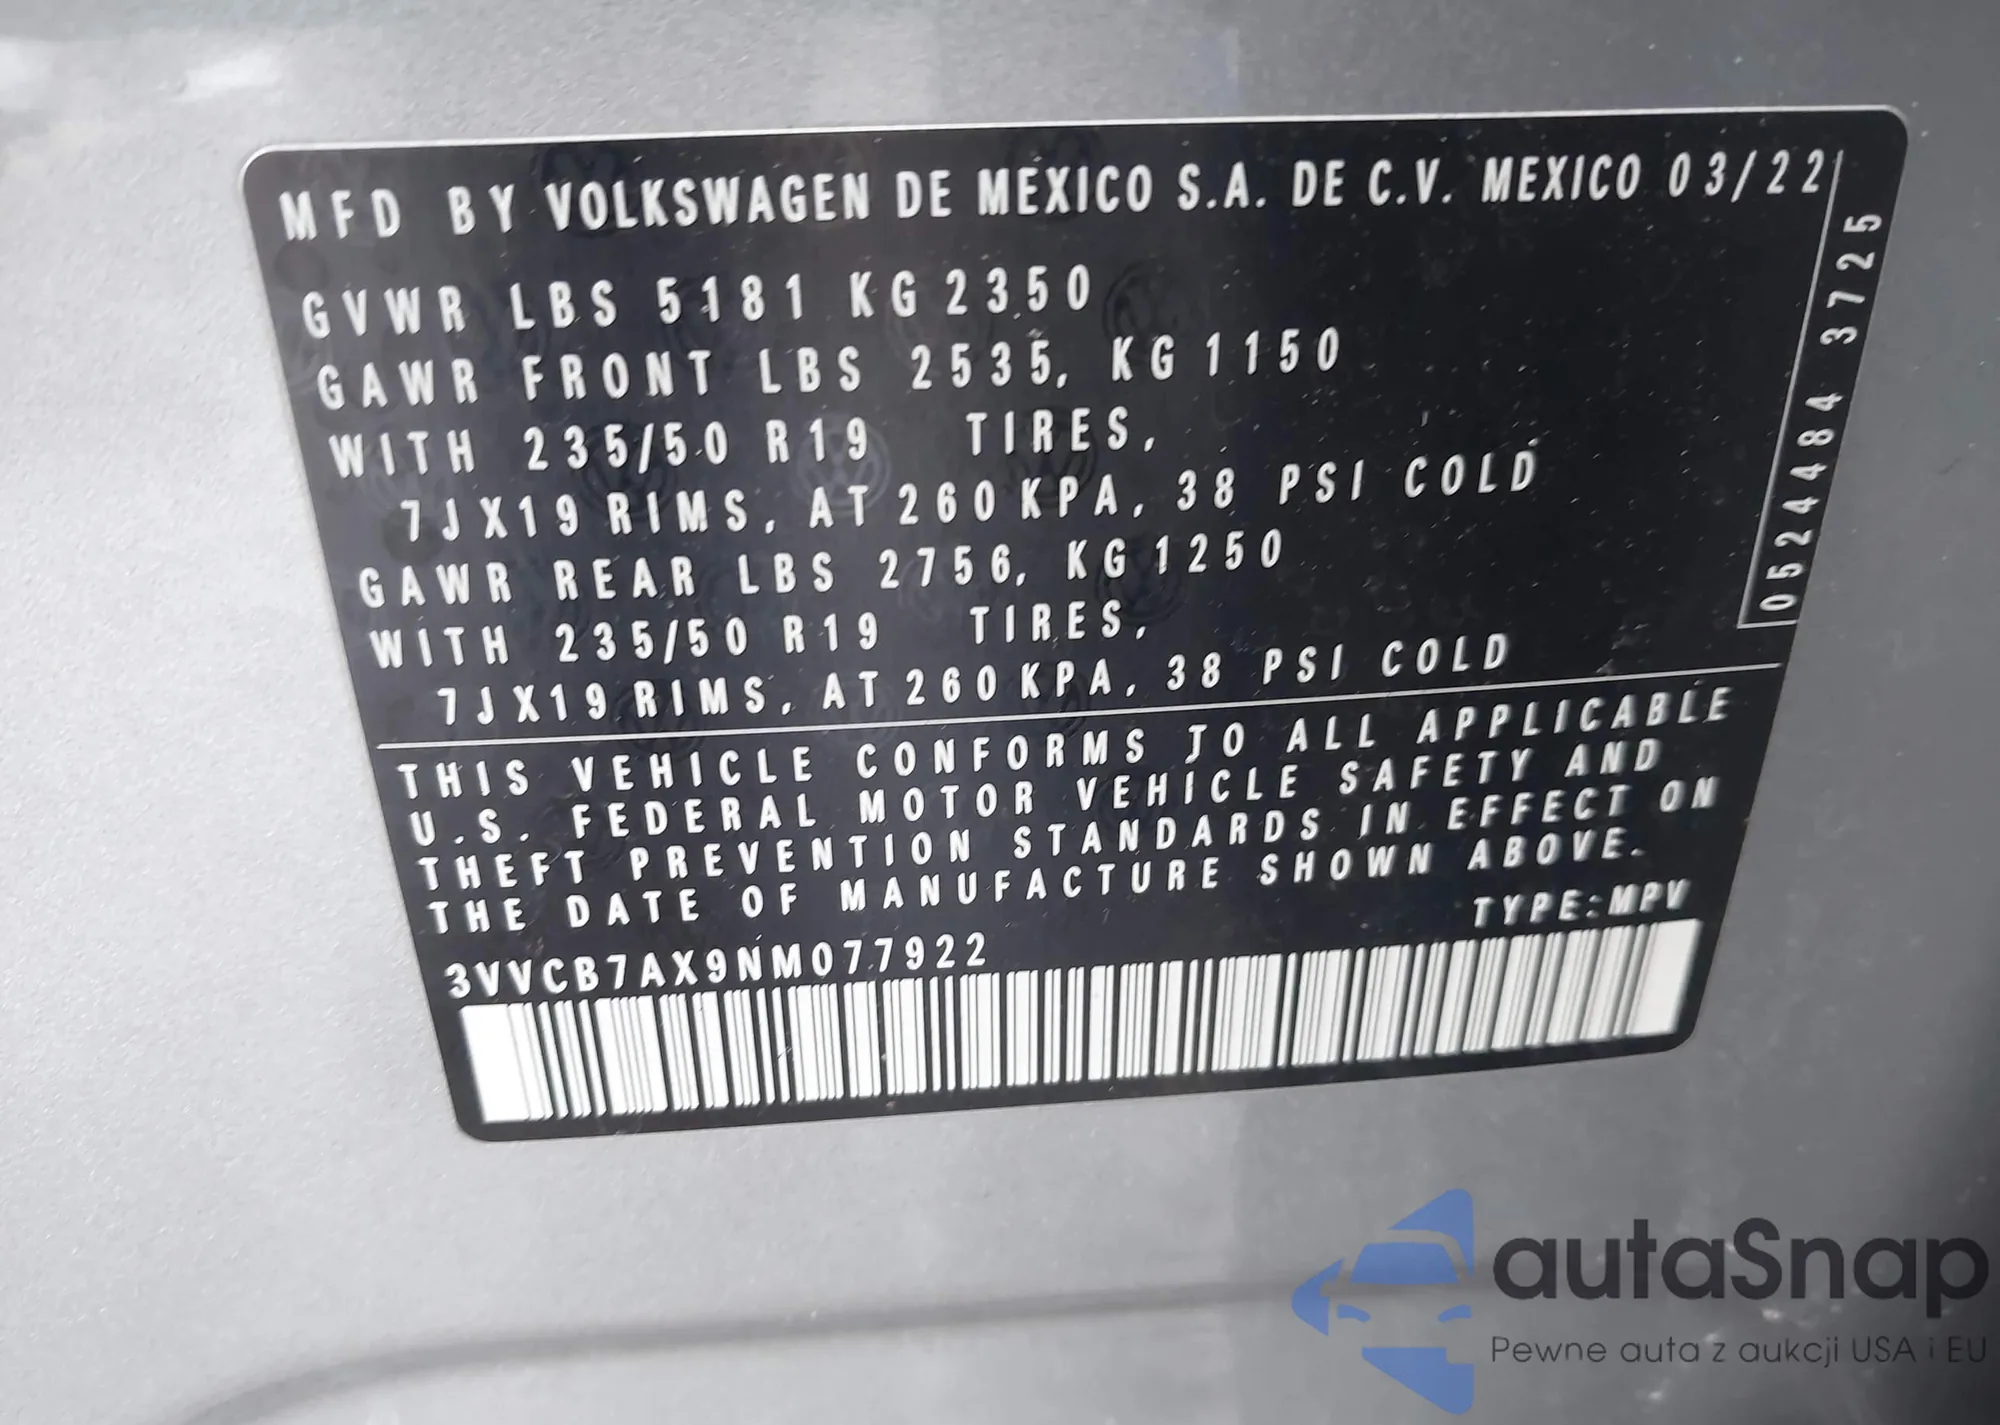 MFD BY VOLKSWAGEN DE MEXICO S.A. DE C.V. MEXICO 03/22
GVWR LBS 5181 KG 2350
GAWR FRONT LBS 2535, KG 1150
WITH 235/50 R19 TIRES,
7JX19 RIMS, AT 260 KPA, 38 PSI COLD
GAWR REAR LBS 2756, KG 1250
WITH 235/50 R19 TIRES,
7JX19 RIMS, AT 260 KPA, 38 PSI COLD
0524484 3725
THIS VEHICLE CONFORMS TO ALL APPLICABLE
U.S. FEDERAL MOTOR VEHICLE SAFETY AND
THEFT PREVENTION STANDARDS IN EFFECT ON
THE DATE OF MANUFACTURE SHOWN ABOVE.
TYPE:MPV
3VVCB7AX9NM077922
autaSnap
Pewne auta z aukcji USA i EU